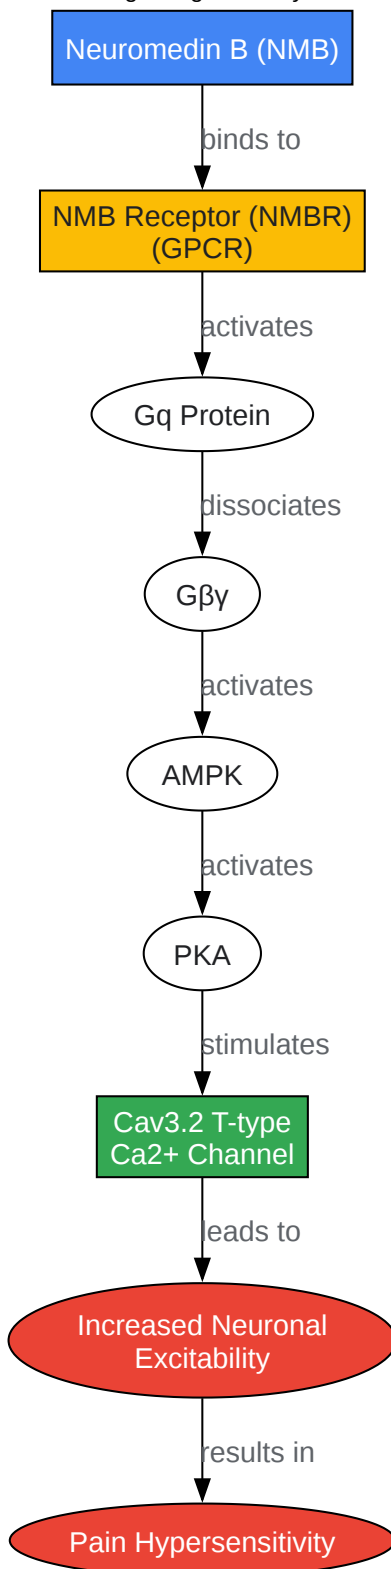 Neuromedin B (NMB)
binds to
NMB Receptor (NMBR)
(GPCR)
activates
Gq Protein
dissociates
Gβγ
activates
AMPK
activates
PKA
stimulates
Cav3.2 T-type
Ca2+ Channel
leads to
Increased Neuronal
Excitability
results in
Pain Hypersensitivity